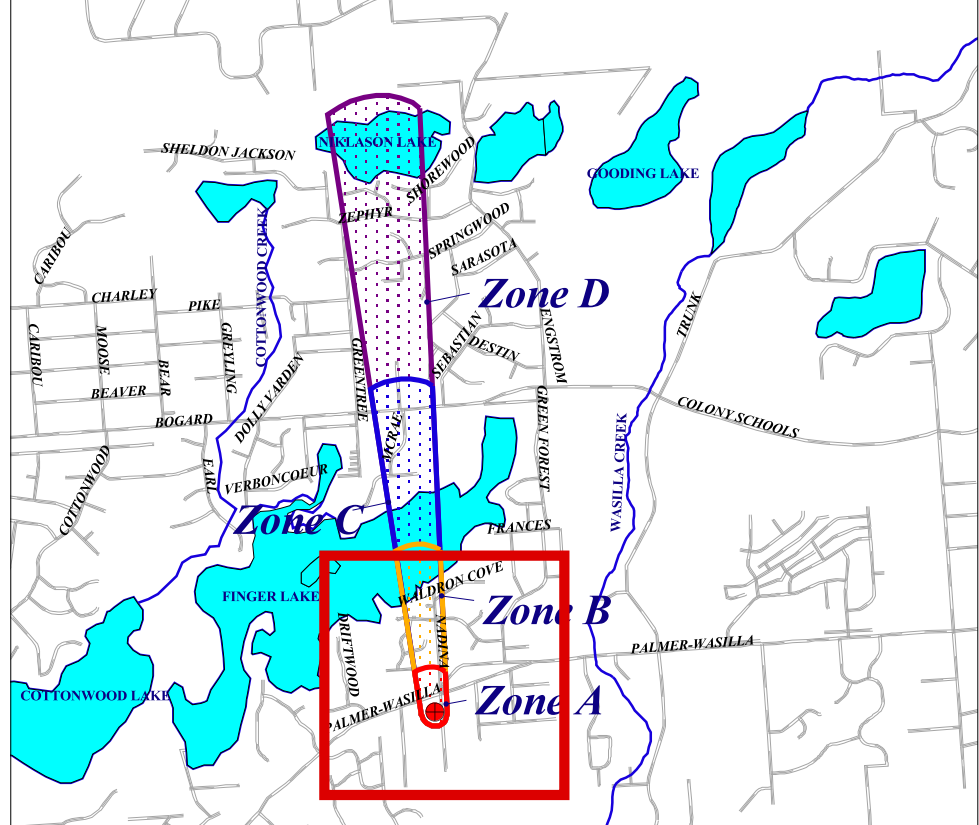 NIKLASON LAKE
SHELDON JACKSON
SHOREWOOD
GOODING LAKE
ZEPHYR
SPRINGWOOD
CARIBOU
COTTONWOOD CREEK
SARASOTA
Zone D
CHARLEY
PIKE
TRUNK
CARIBOU
MOOSE
BEAR
GREYLING
GREENTREE
SEBASTIAN
DESTIN
ENGSTROM
BEAVER
DOLLY VARDEN
BOGARD
MCRAE
GREEN FOREST
COLONY SCHOOLS
COTTONWOOD
EARL
VERBONCOEUR
WASILLA CREEK
Zone C
FRANCES
WALDRON COVE
FINGER LAKE
Zone B
DRIFTWOOD
NADINA
PALMER-WASILLA
COTTONWOOD LAKE
PALMER-WASILLA
Zone A